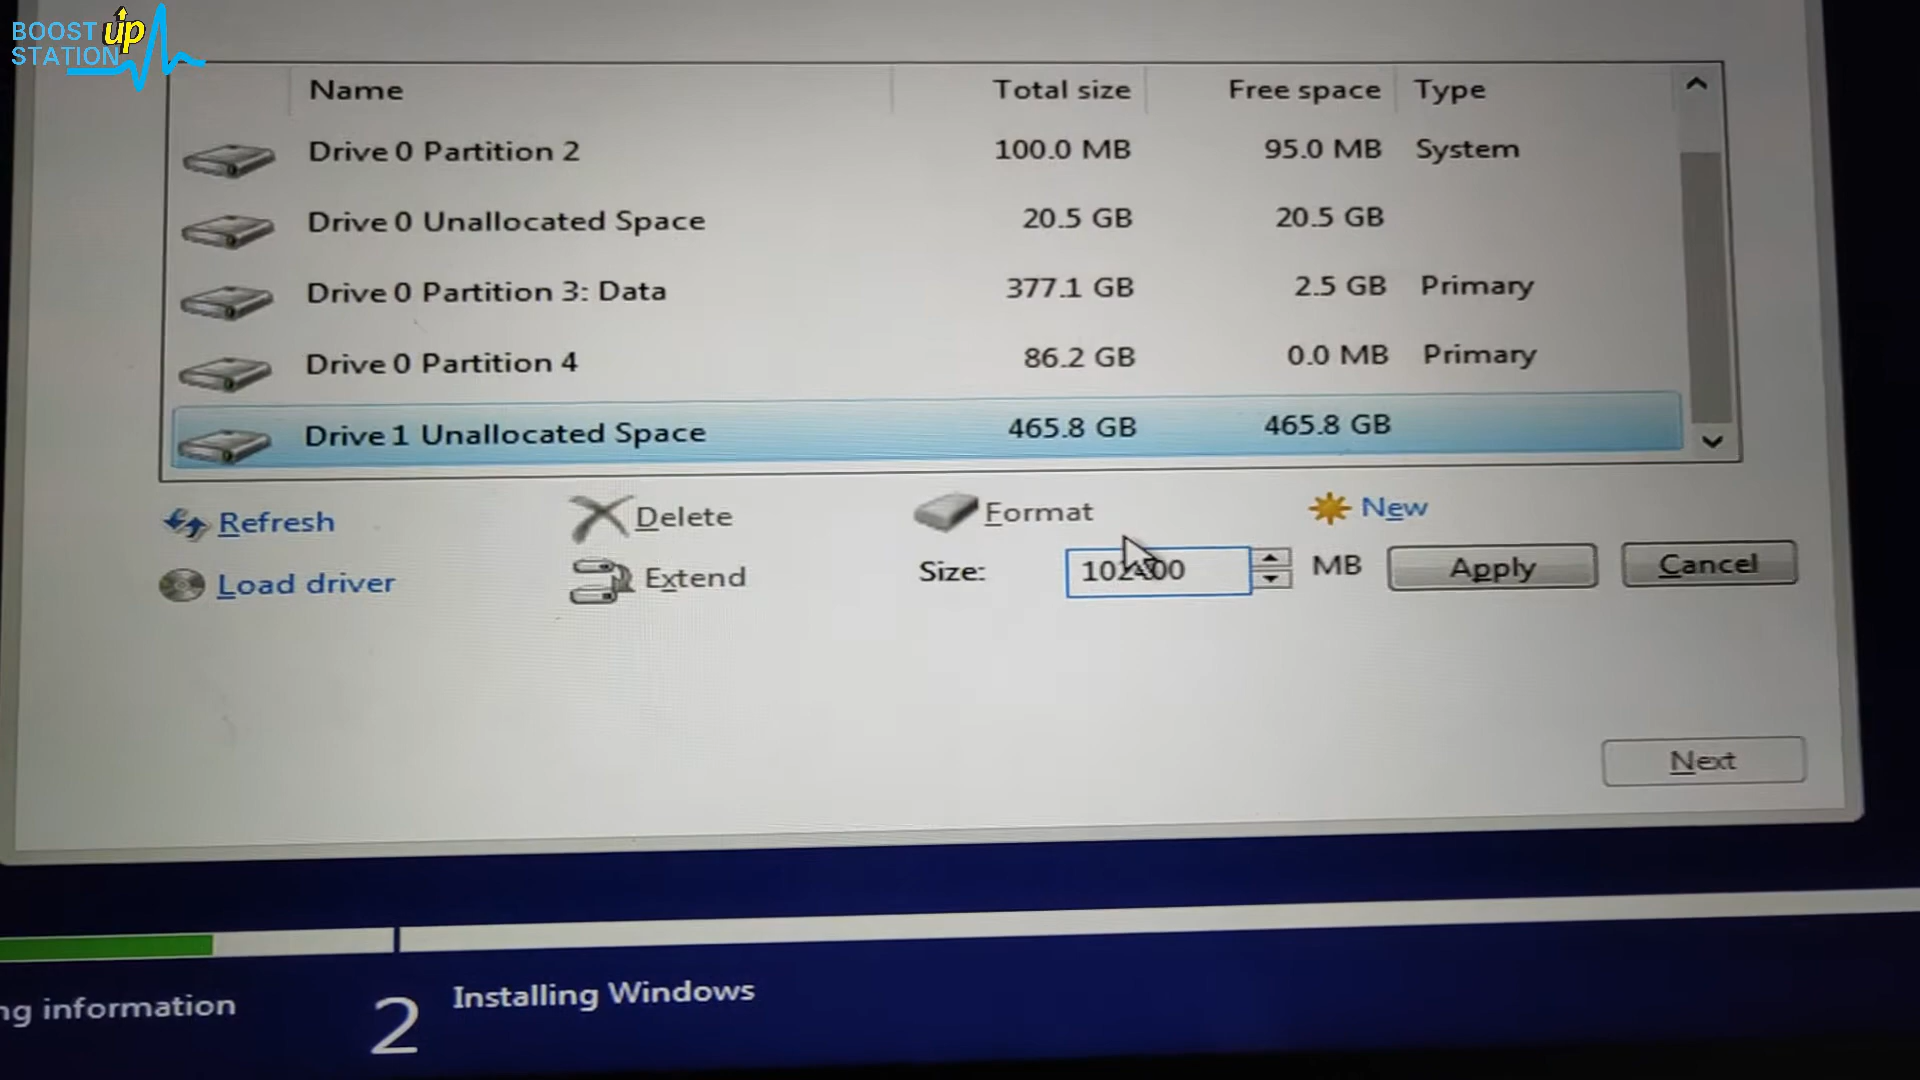 BOOST up
STATION
Name Total size Free space Type
Drive 0 Partition 2 100.0 MB 95.0 MB System
Drive 0 Unallocated Space 20.5 GB 20.5 GB
Drive 0 Partition 3: Data 377.1 GB 2.5 GB Primary
Drive 0 Partition 4 86.2 GB 0.0 MB Primary
Drive 1 Unallocated Space 465.8 GB 465.8 GB
Refresh Delete Format New
Load driver Extend Size: 102400 MB Apply Cancel
Next
ng information 2 Installing Windows